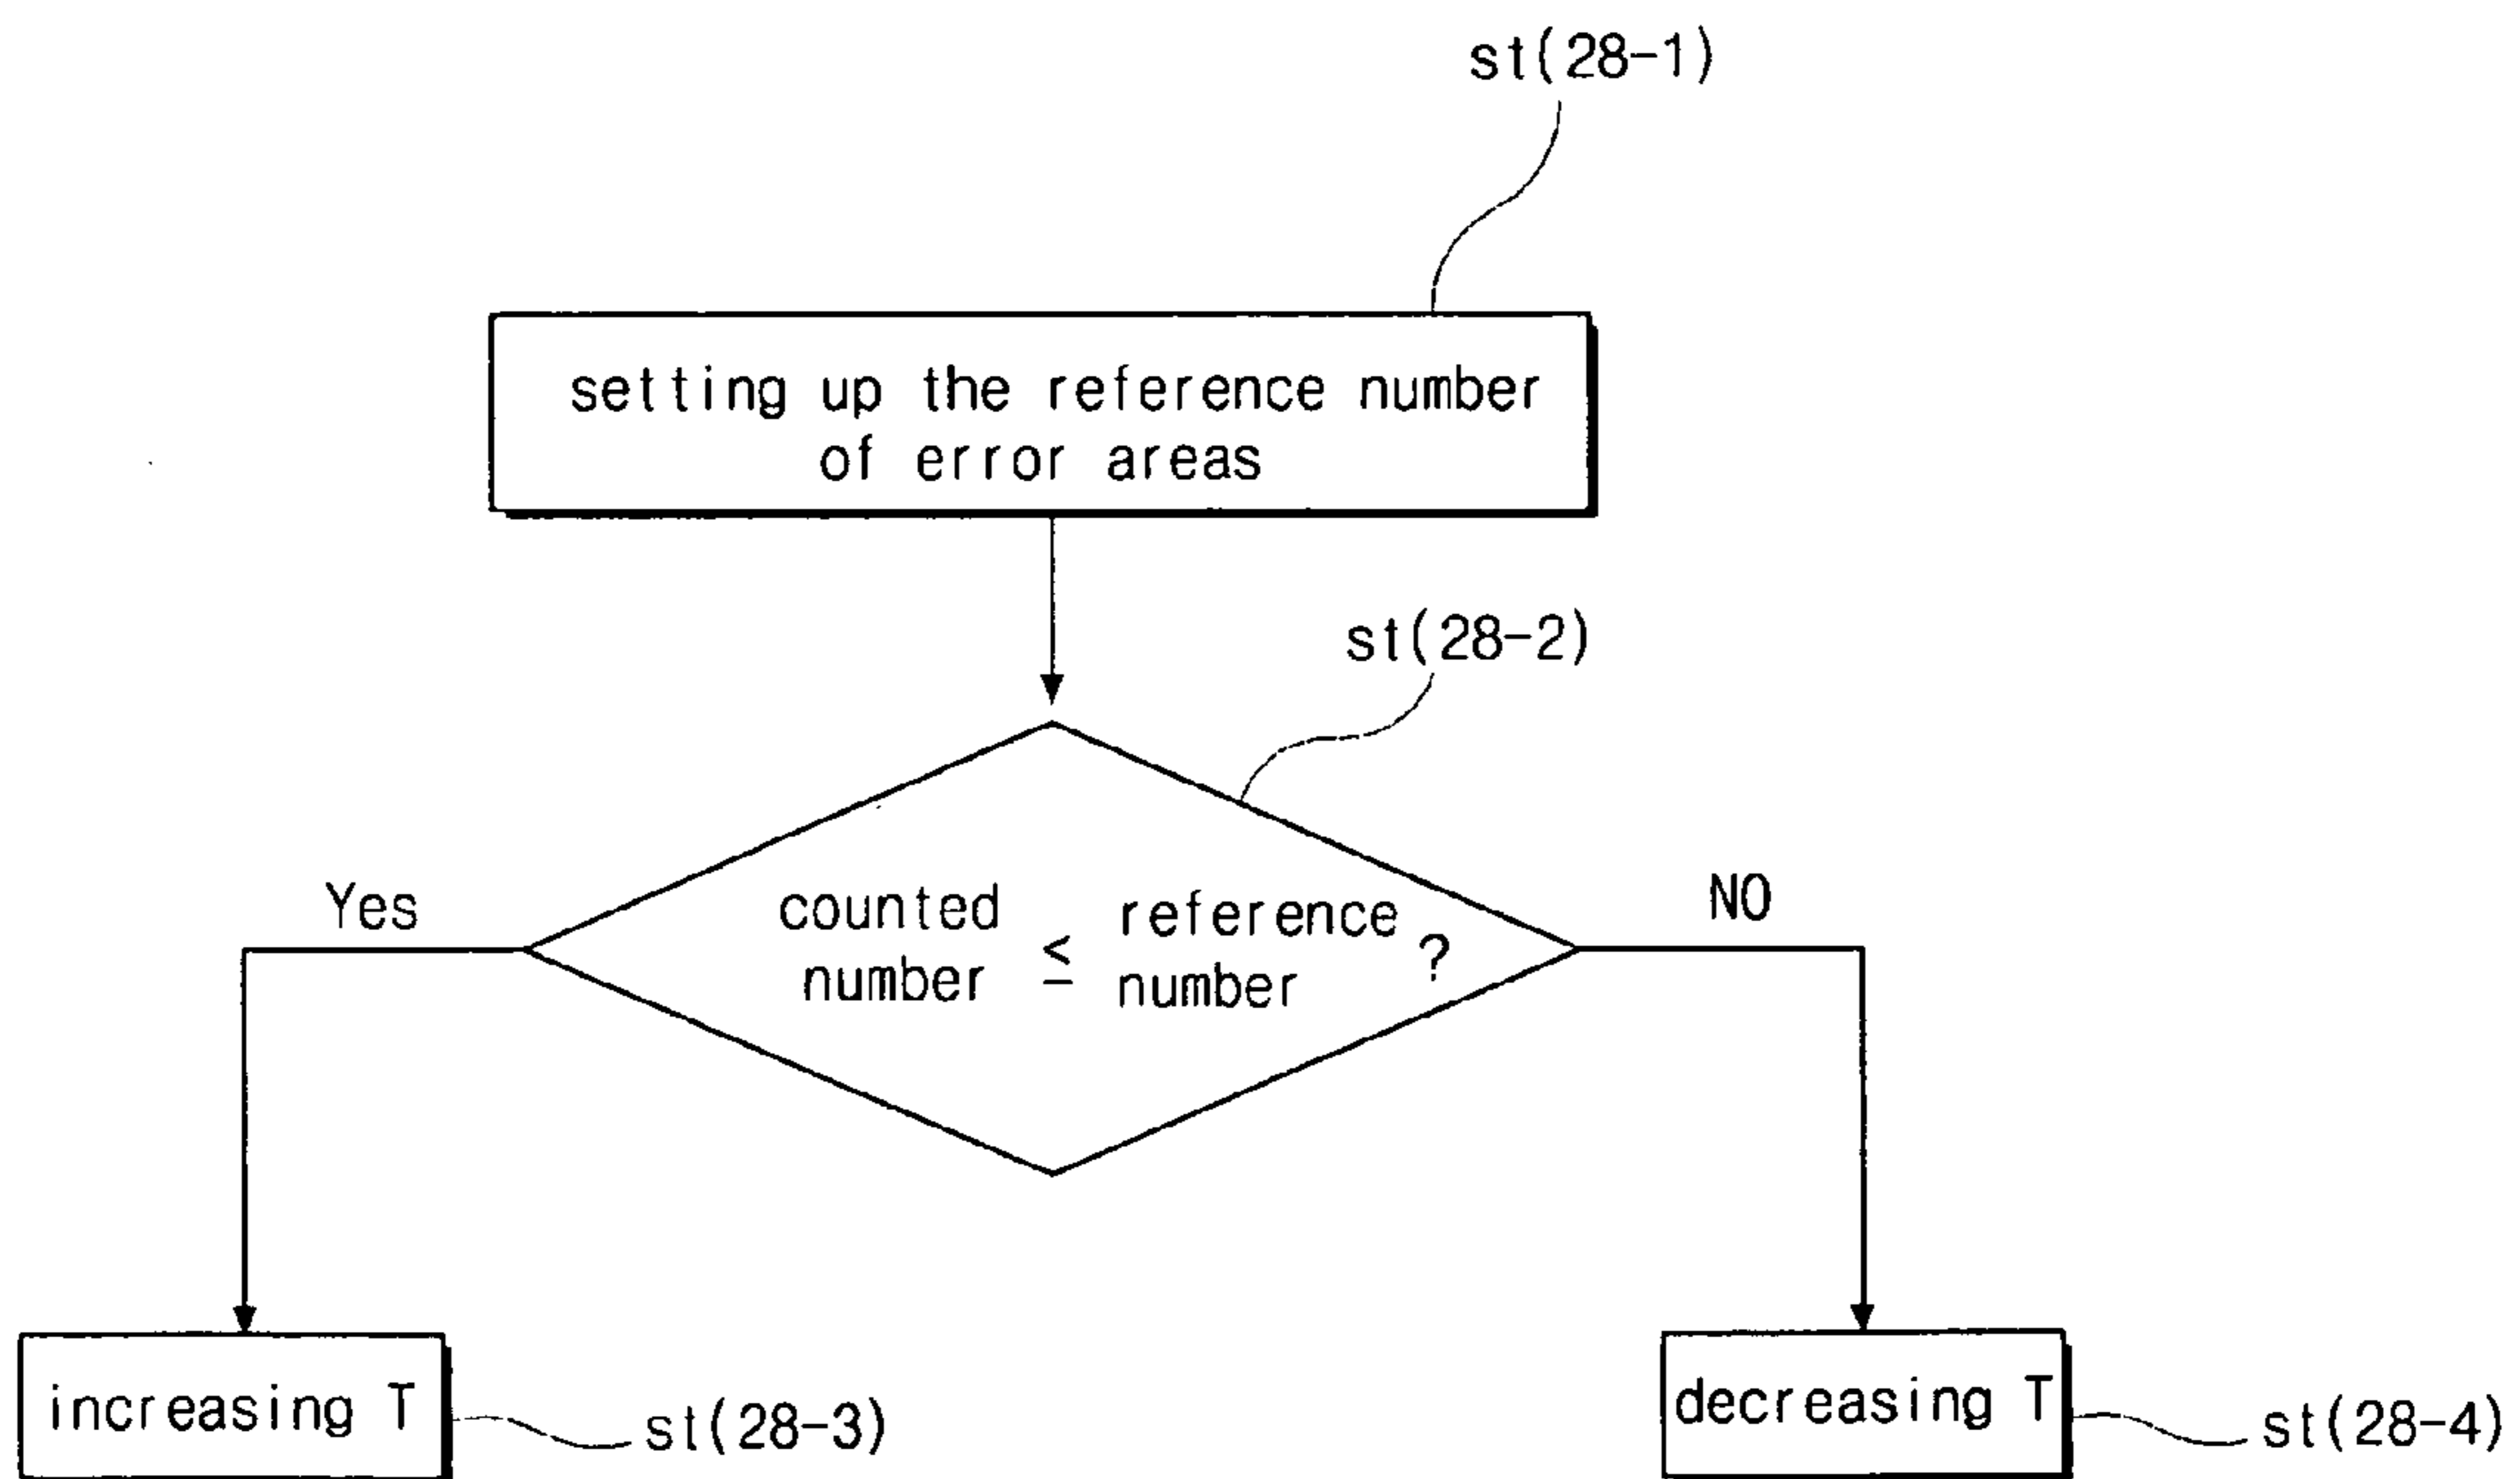 st(28-1)
setting up the reference number
of error areas
st(28-2)
Yes
NO
counted
number
≤
reference
number
?
increasing T
st(28-3)
decreasing T
st(28-4)